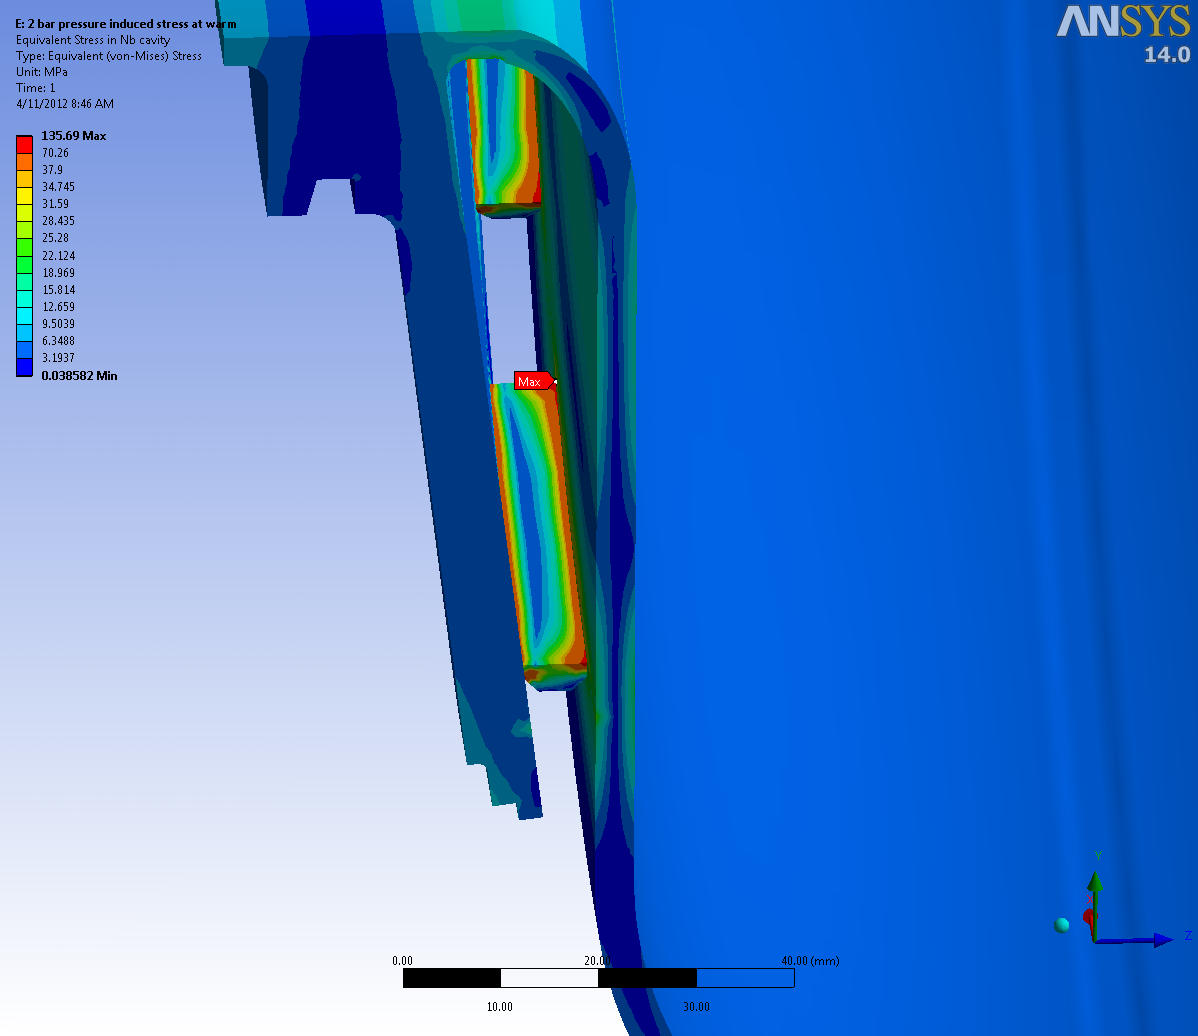 E: 2 bar pressure induced stress at warm
Equivalent Stress in Nb cavity
Type: Equivalent (von-Mises) Stress
Unit: MPa
Time: 1
4/11/2012 8:46 AM
135.69 Max
70.26
37.9
34.745
31.59
28.435
25.28
22.124
18.969
15.814
12.659
9.5039
6.3488
3.1937
0.038582 Min
ANSYS
14.0
Max
Y
Z
0.00 20.00 40.00 (mm)
10.00 30.00